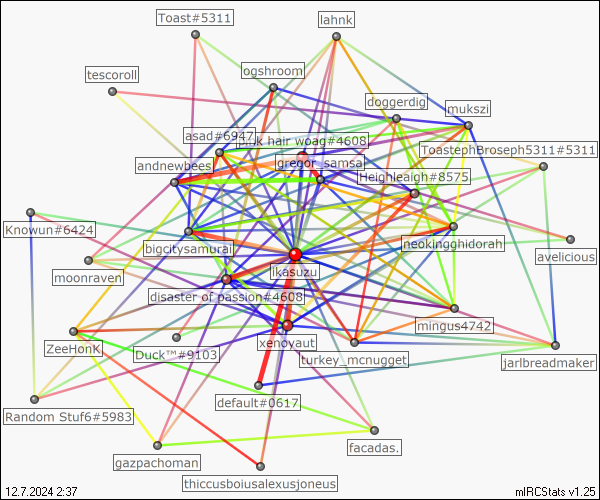 Toast#5311
lahnk
ogshroom
tescoroll
doggerdig
mukszi
asad#6947
pink hair woag#4608
ToastephBroseph5311#5311
andnewbees
gregor_samsa
Heighleigh#8575
Knowun#6424
bigcitysamurai
neokingghidorah
avelicious
moonraven
ikasuzu
disaster of passion#4608
mingus4742
ZeeHonK
Duck™#9103
xenoyaut
turkey_mcnugget
jarlbreadmaker
Random Stuf6#5983
default#0617
facadas.
gazpachoman
thiccusboiusalexusjoneus
12.7.2024 2:37
mIRCStats v1.25